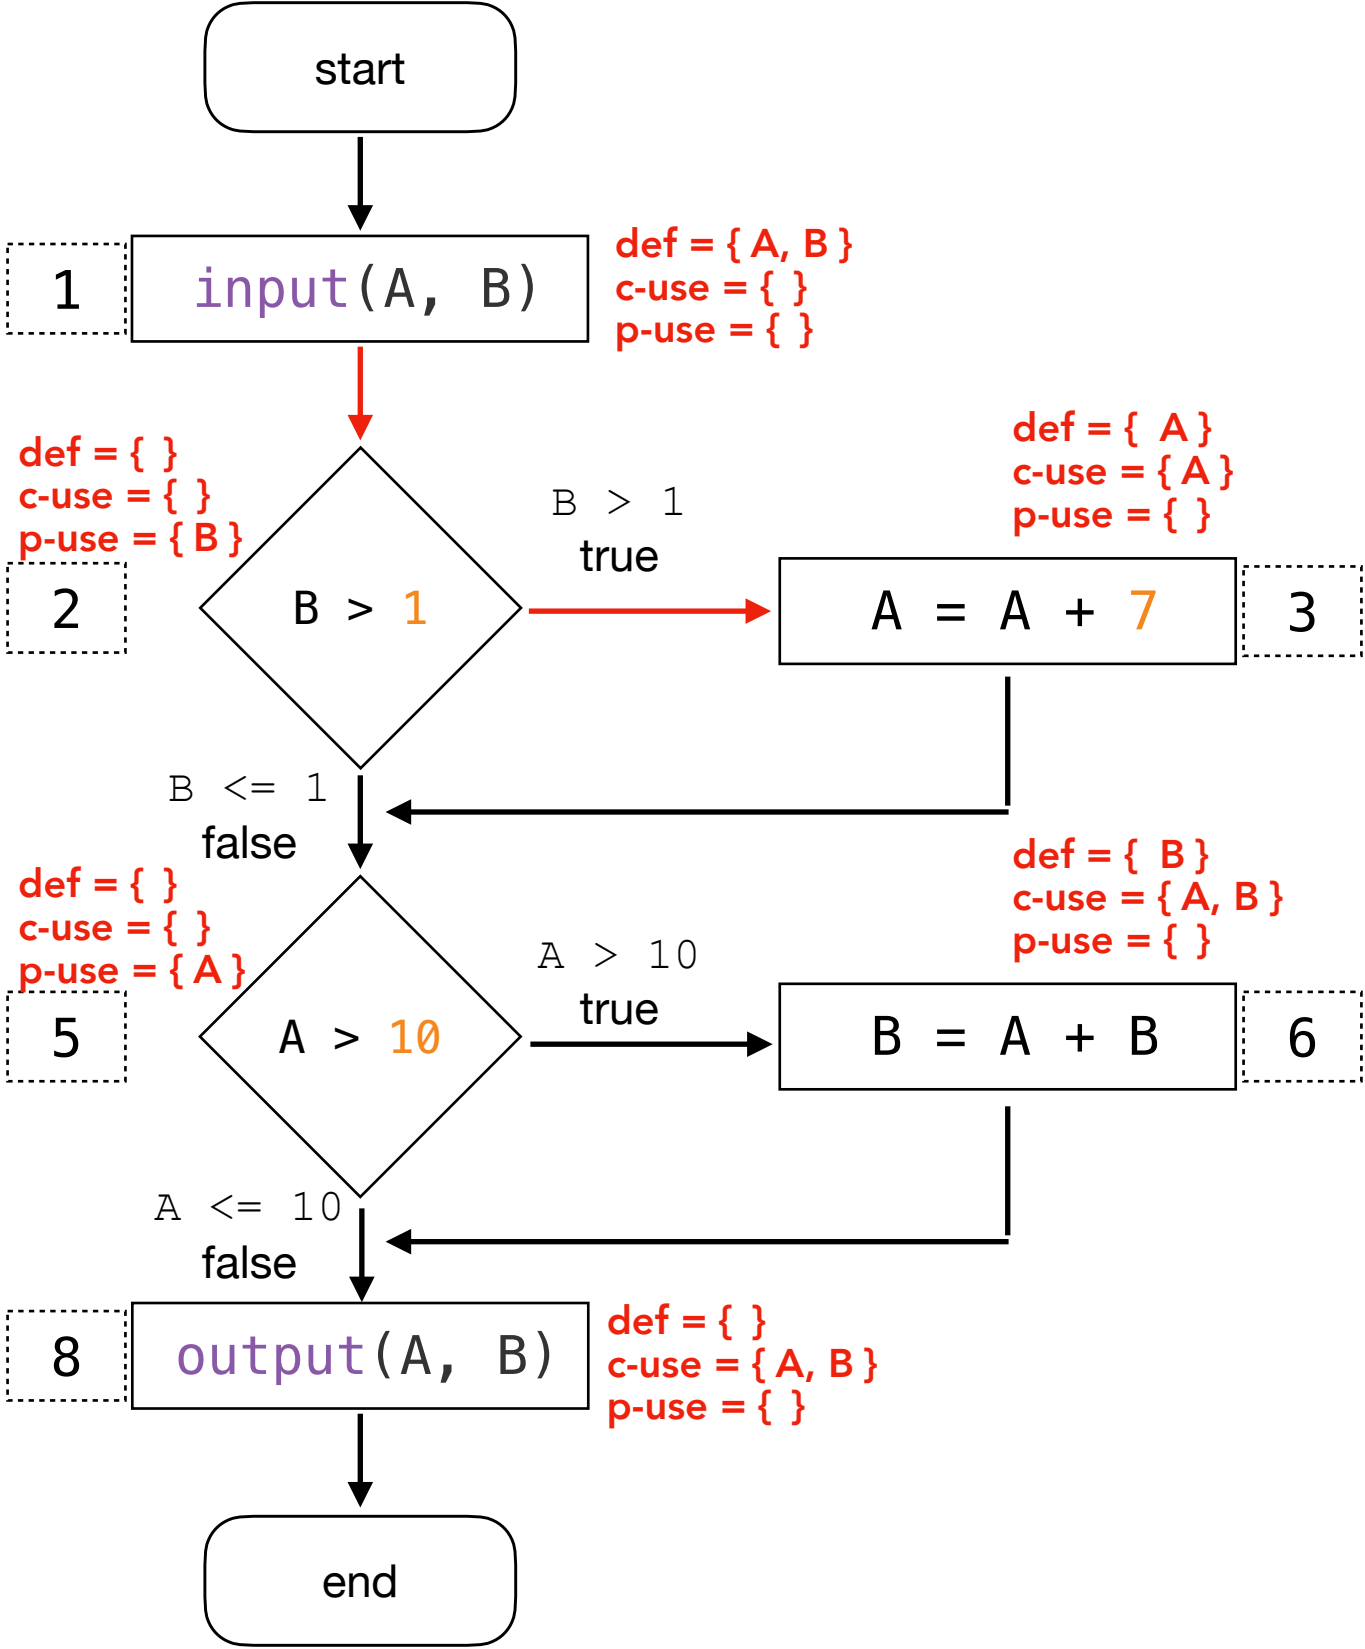 start
1
input(A, B)
def = { A, B }
c-use = { }
p-use = { }
def = { }
c-use = { }
p-use = { B }
2
B > 1
B > 1
true
def = { A }
c-use = { A }
p-use = { }
A = A + 7
3
B <= 1
false
def = { }
c-use = { }
p-use = { A }
5
A > 10
A > 10
true
def = { B }
c-use = { A, B }
p-use = { }
B = A + B
6
A <= 10
false
8
output(A, B)
def = { }
c-use = { A, B }
p-use = { }
end